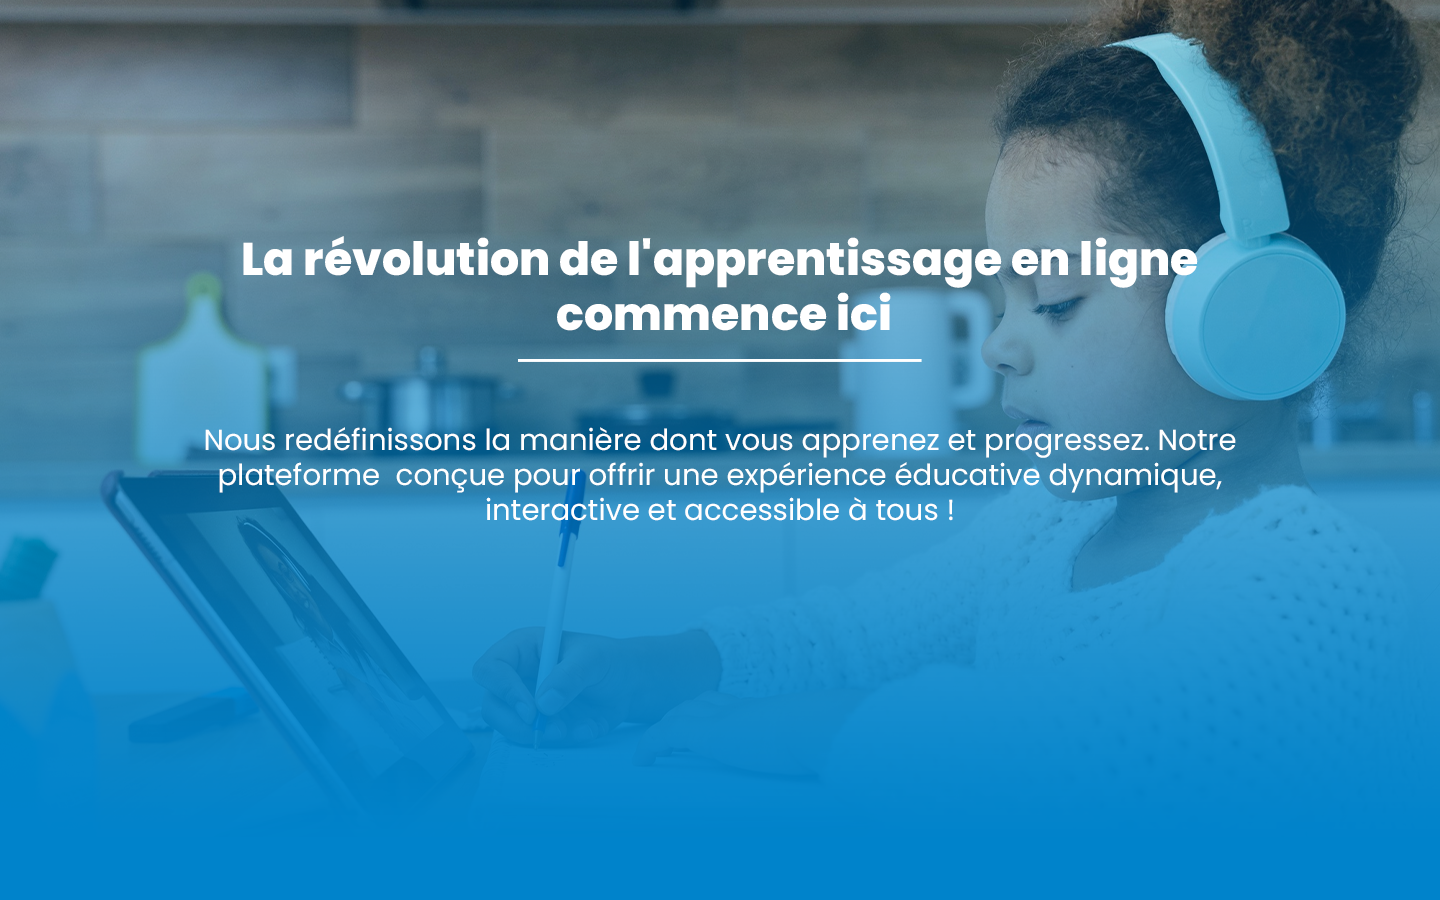 La révolution de l'apprentissage en ligne
commence ici
Nous redéfinissons la manière dont vous apprenez et progressez. Notre
plateforme  conçue pour offrir une expérience éducative dynamique,
interactive et accessible à tous !